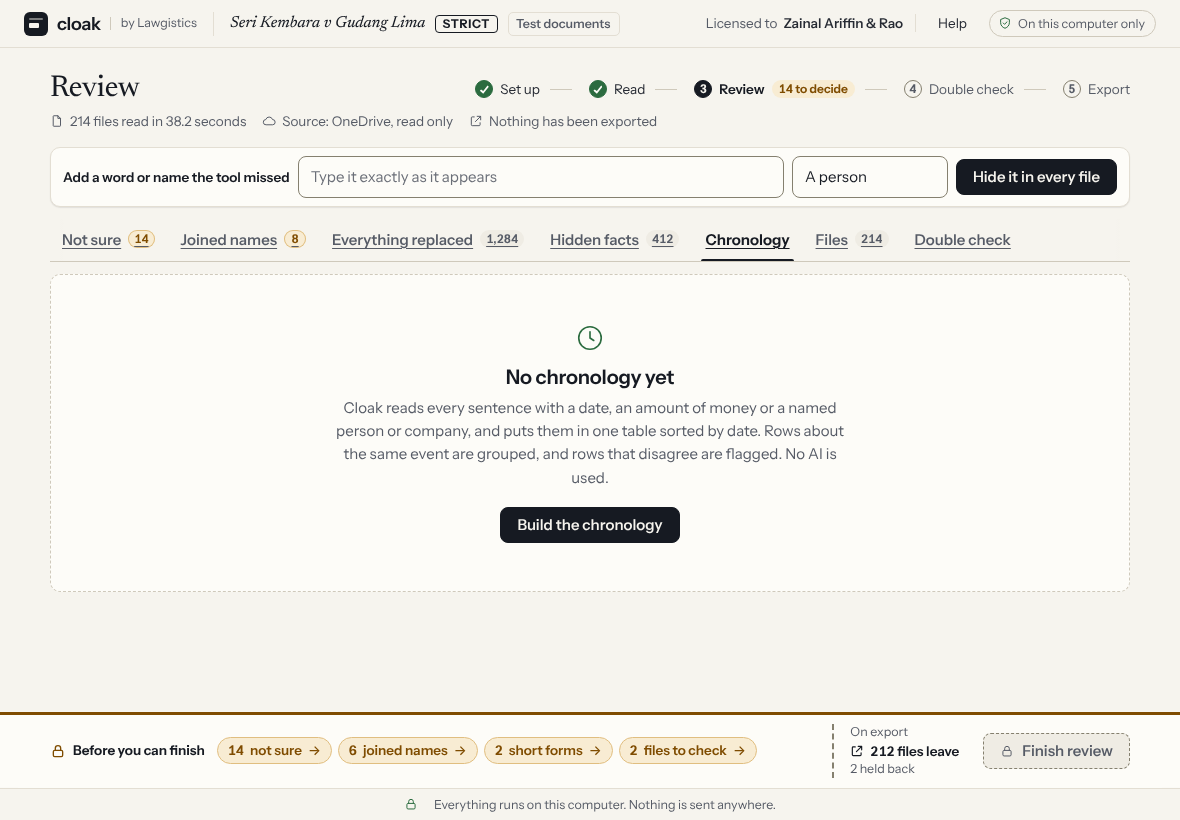 cloak by Lawgistics Seri Kembara v Gudang Lima STRICT Test documents Licensed to Zainal Ariffin & Rao Help On this computer only
Review
Set up Read 3 Review 14 to decide 4 Double check 5 Export
214 files read in 38.2 seconds Source: OneDrive, read only Nothing has been exported
Add a word or name the tool missed Type it exactly as it appears A person Hide it in every file
Not sure 14 Joined names 8 Everything replaced 1,284 Hidden facts 412 Chronology Files 214 Double check
No chronology yet
Cloak reads every sentence with a date, an amount of money or a named
person or company, and puts them in one table sorted by date. Rows about
the same event are grouped, and rows that disagree are flagged. No AI is
used.
Build the chronology
Before you can finish 14 not sure → 6 joined names → 2 short forms → 2 files to check →
On export
212 files leave
2 held back
Finish review
Everything runs on this computer. Nothing is sent anywhere.